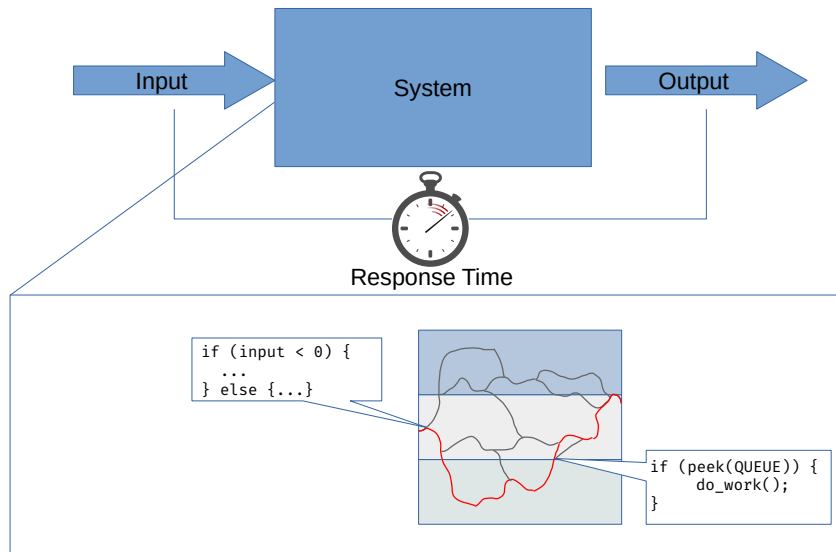 Input
System
Output
Response Time
if (input < 0) {
  ...
} else {...}
if (peek(QUEUE)) {
     do_work();
}